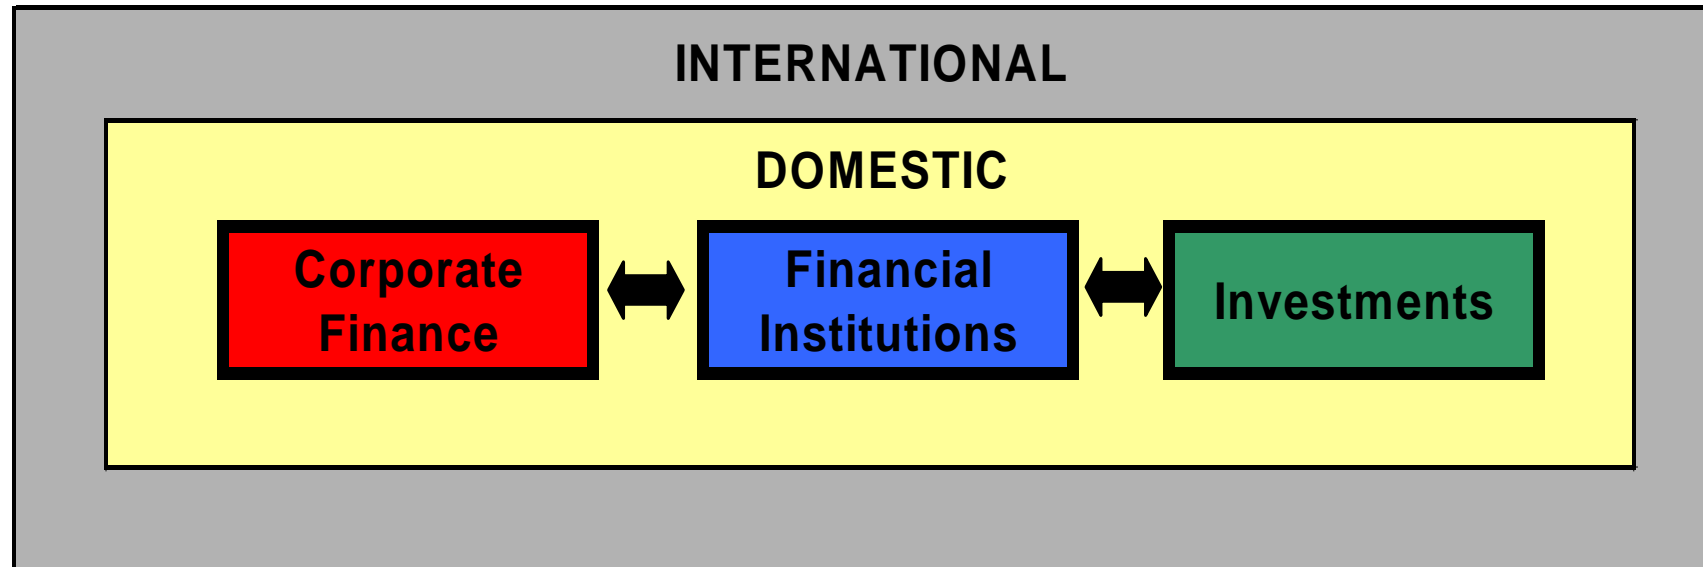 INTERNATIONAL
DOMESTIC
Corporate
Finance
Financial
Institutions
Investments